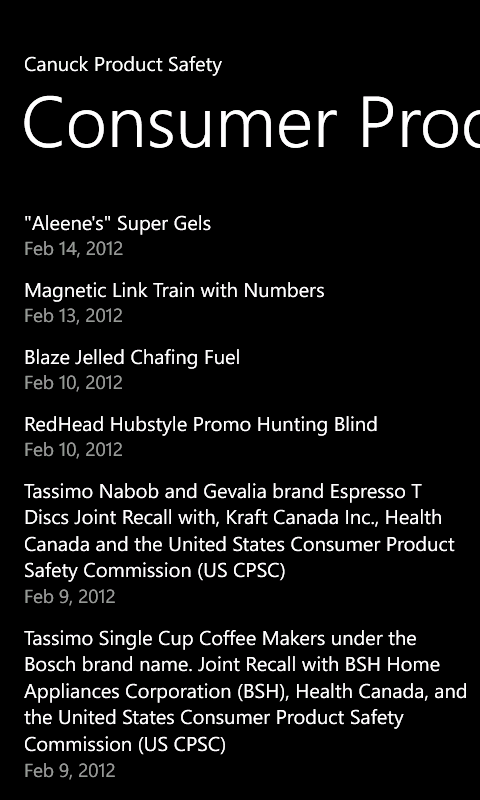 Canuck Product Safety
Consumer Proc
"Aleene's" Super Gels
Feb 14, 2012
Magnetic Link Train with Numbers
Feb 13, 2012
Blaze Jelled Chafing Fuel
Feb 10, 2012
RedHead Hubstyle Promo Hunting Blind
Feb 10, 2012
Tassimo Nabob and Gevalia brand Espresso T
Discs Joint Recall with, Kraft Canada Inc., Health
Canada and the United States Consumer Product
Safety Commission (US CPSC)
Feb 9, 2012
Tassimo Single Cup Coffee Makers under the
Bosch brand name. Joint Recall with BSH Home
Appliances Corporation (BSH), Health Canada, and
the United States Consumer Product Safety
Commission (US CPSC)
Feb 9, 2012